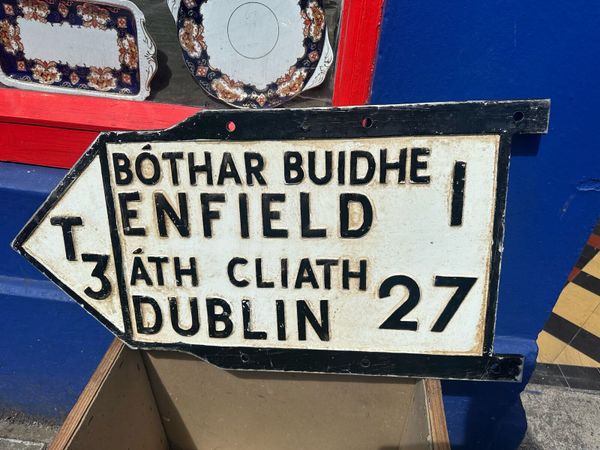 T
3
BÓTHAR BUIDHE
ENFIELD 1
ÁTH CLIATH
DUBLIN 27